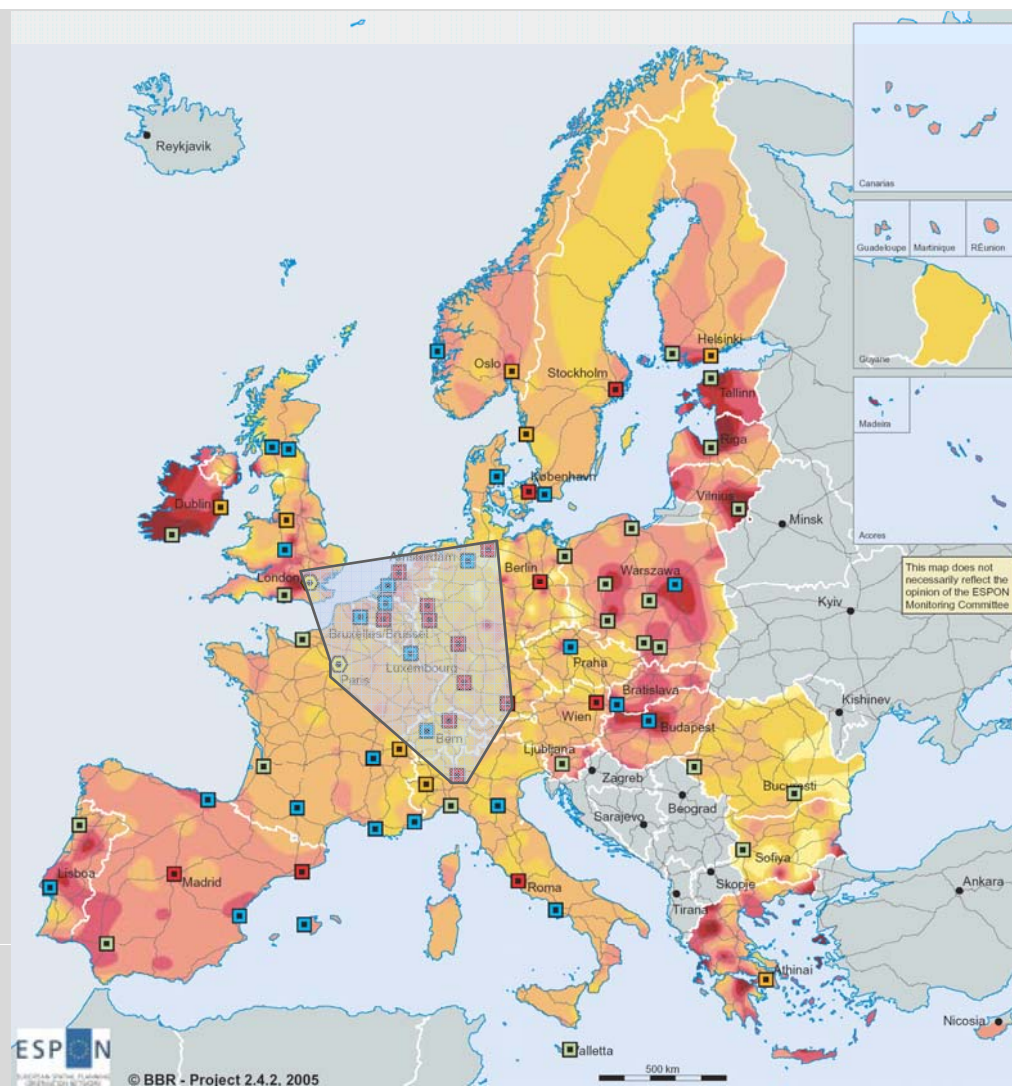 Reykjavik
Canarias
Guadeloupe
Martinique
RÉunion
Guyane
Madeira
Acores
This map does not
necessarily reflect the
opinion of the ESPON
Monitoring Committee
Helsinki
Oslo
Stockholm
Tallinn
Riga
København
Vilnius
Minsk
Dublin
London
Amsterdam
Berlin
Warszawa
Kyiv
Bruxelles/Brussel
Luxembourg
Praha
Paris
Kishinev
Wien
Bratislava
Budapest
Bern
Ljubljana
Zagreb
Bucuresti
Beograd
Sarajevo
Lisboa
Madrid
Roma
Sofiya
Skopje
Tirana
Ankara
Athinai
Nicosia
Valletta
ESPON
© BBR - Project 2.4.2, 2005
500 km